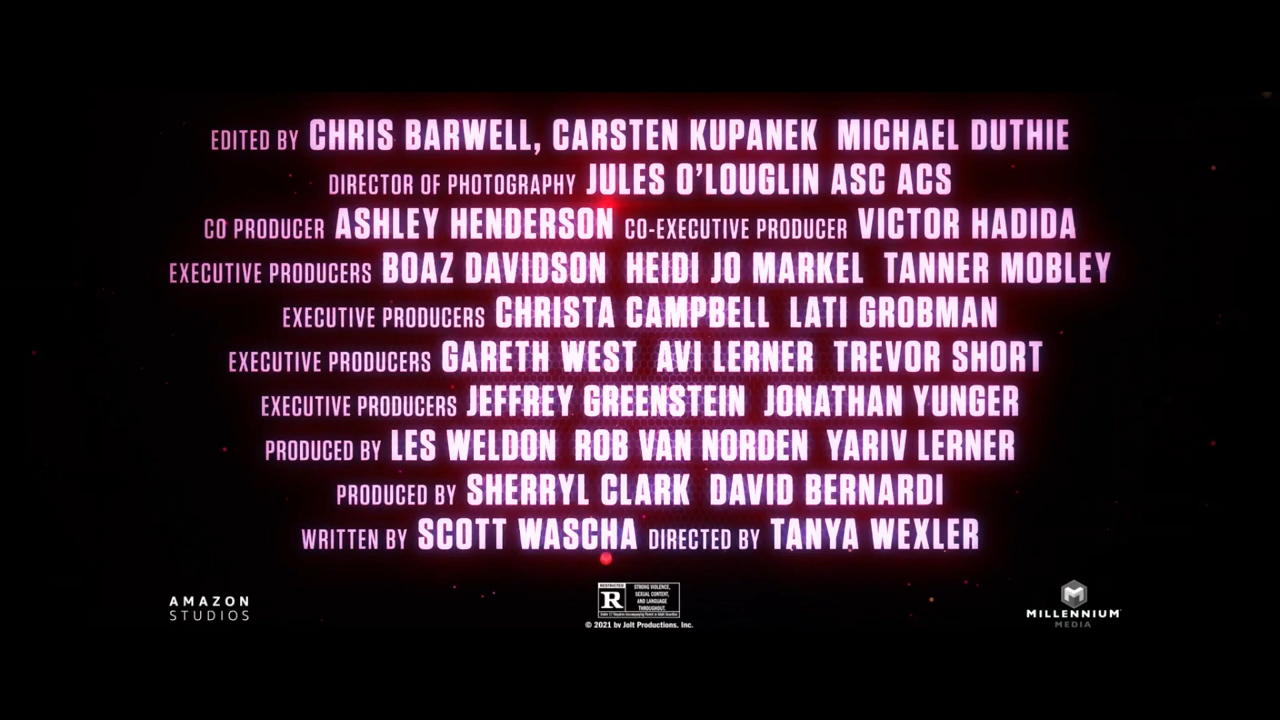 EDITED BY CHRIS BARWELL, CARSTEN KUPANEK MICHAEL DUTHIE
DIRECTOR OF PHOTOGRAPHY JULES O'LOUGLIN ASC ACS
CO PRODUCER ASHLEY HENDERSON CO-EXECUTIVE PRODUCER VICTOR HADIDA
EXECUTIVE PRODUCERS BOAZ DAVIDSON HEIDI JO MARKEL TANNER MOBLEY
EXECUTIVE PRODUCERS CHRISTA CAMPBELL LATI GROBMAN
EXECUTIVE PRODUCERS GARETH WEST AVI LERNER TREVOR SHORT
EXECUTIVE PRODUCERS JEFFREY GREENSTEIN JONATHAN YUNGER
PRODUCED BY LES WELDON ROB VAN NORDEN YARIV LERNER
PRODUCED BY SHERRYL CLARK DAVID BERNARDI
WRITTEN BY SCOTT WASCHA DIRECTED BY TANYA WEXLER
AMAZON
STUDIOS
RESTRICTED
R
STRONG VIOLENCE,
SEXUAL CONTENT,
AND LANGUAGE
THROUGHOUT.
© 2021 by Jolt Productions, Inc.
MILLENNIUM
MEDIA